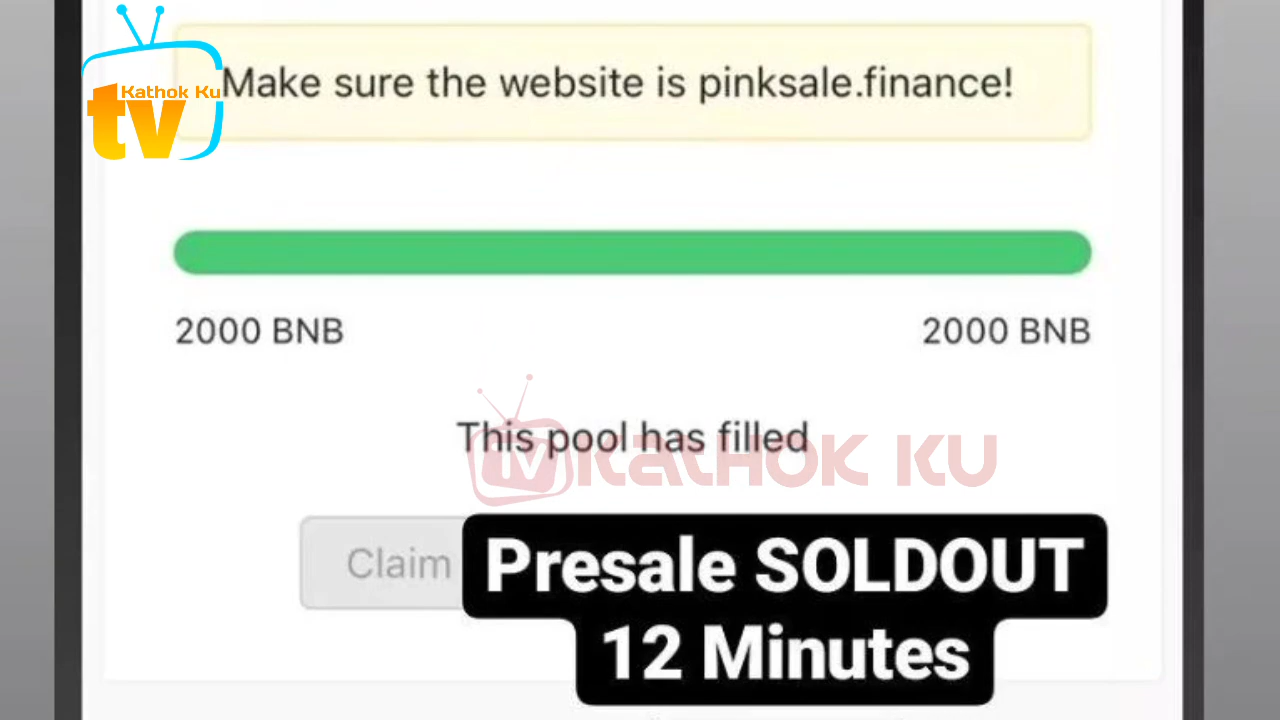 Kathok Ku
tv
Make sure the website is pinksale.finance!
2000 BNB
2000 BNB
This pool has filled
tv KATHOK KU
Claim
Presale SOLDOUT
12 Minutes